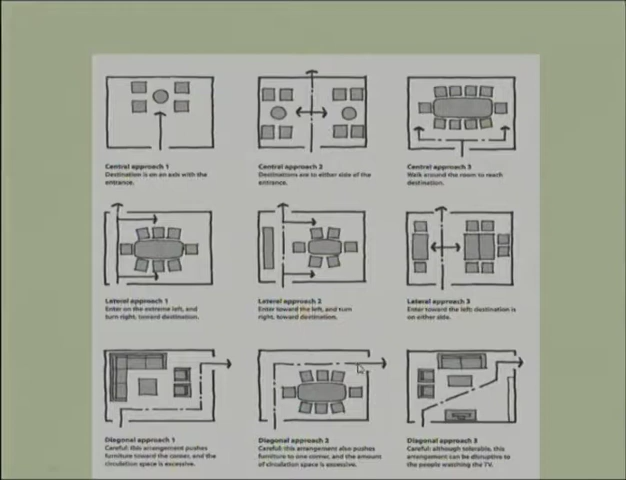 Central approach 1
Destination is on an axis with the
entrance.
Central approach 2
Destinations are to either side of the
entrance.
Central approach 3
Walk around the room to reach
destination.
Lateral approach 1
Enter on the extreme left, and
turn right, toward destination.
Lateral approach 2
Enter toward the left, and turn
right, toward destination.
Lateral approach 3
Enter toward the left; destination is
on either side.
Diagonal approach 1
Careful: this arrangement pushes
furniture toward the corner, and the
circulation space is excessive.
Diagonal approach 2
Careful: this arrangement also pushes
furniture to one corner, and the amount
of circulation space is excessive.
Diagonal approach 3
Careful: although tolerable, this
arrangement can be disruptive to
the people watching the TV.